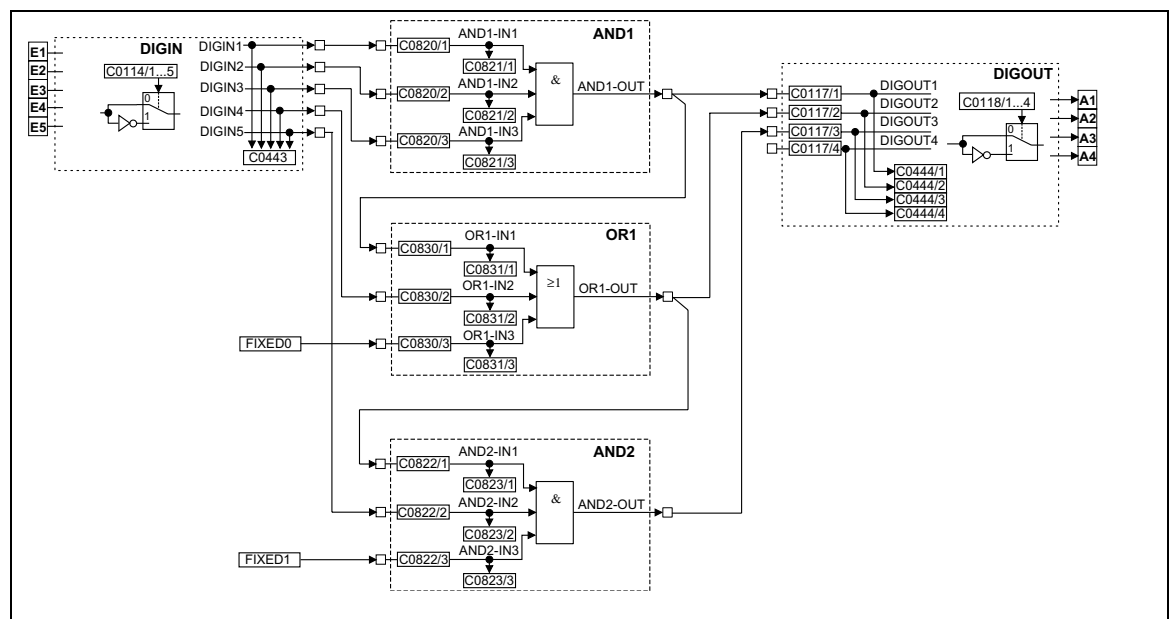 DIGIN
E1
E2
E3
E4
E5
C0114/1...5
0
1
DIGIN1
DIGIN2
DIGIN3
DIGIN4
DIGIN5
C0443
AND1
C0820/1
AND1-IN1
C0821/1
C0820/2
AND1-IN2
C0821/2
C0820/3
AND1-IN3
C0821/3
&
AND1-OUT
DIGOUT
C0117/1
C0117/2
C0117/3
C0117/4
DIGOUT1
DIGOUT2
DIGOUT3
DIGOUT4
C0118/1...4
0
1
C0444/1
C0444/2
C0444/3
C0444/4
A1
A2
A3
A4
OR1
C0830/1
OR1-IN1
C0831/1
C0830/2
OR1-IN2
C0831/2
FIXED0
C0830/3
OR1-IN3
C0831/3
≥1
OR1-OUT
AND2
C0822/1
AND2-IN1
C0823/1
C0822/2
AND2-IN2
C0823/2
FIXED1
C0822/3
AND2-IN3
C0823/3
&
AND2-OUT